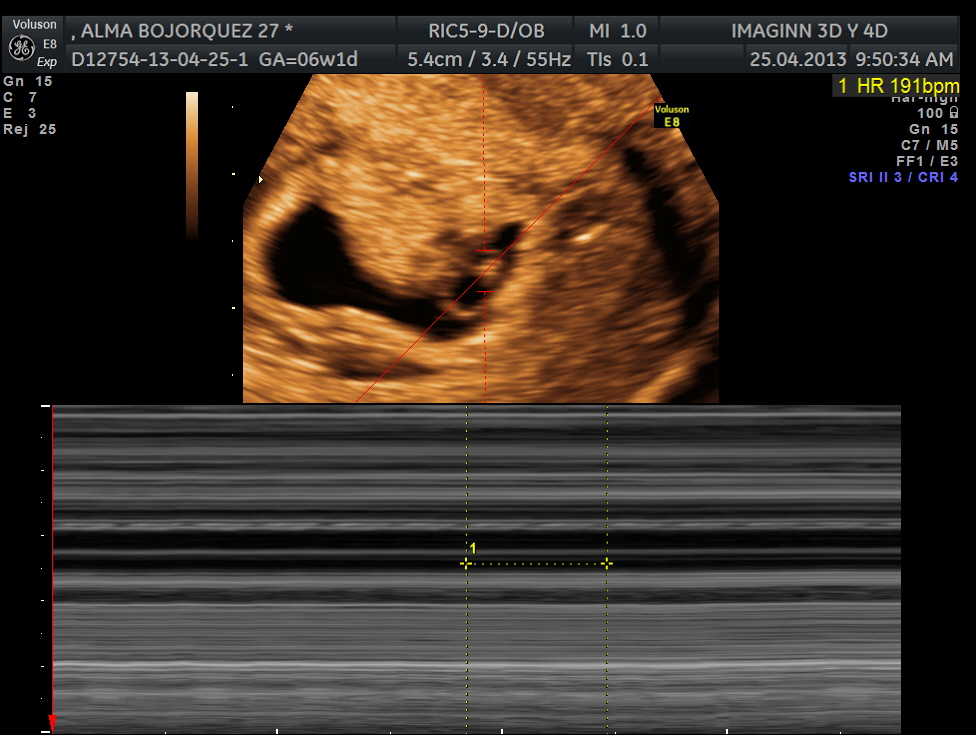 Voluson
E8
Exp
, ALMA BOJORQUEZ 27 *
RIC5-9-D/OB
MI 1.0
IMAGINN 3D Y 4D
D12754-13-04-25-1 GA=06w1d
5.4cm / 3.4 / 55Hz
TIs 0.1
25.04.2013 9:50:34 AM
Gn 15
C 7
E 3
Rej 25
1 HR 191bpm
Har-high
100
Gn 15
C7 / M5
FF1 / E3
SRI II 3 / CRI 4
Voluson
E8
1